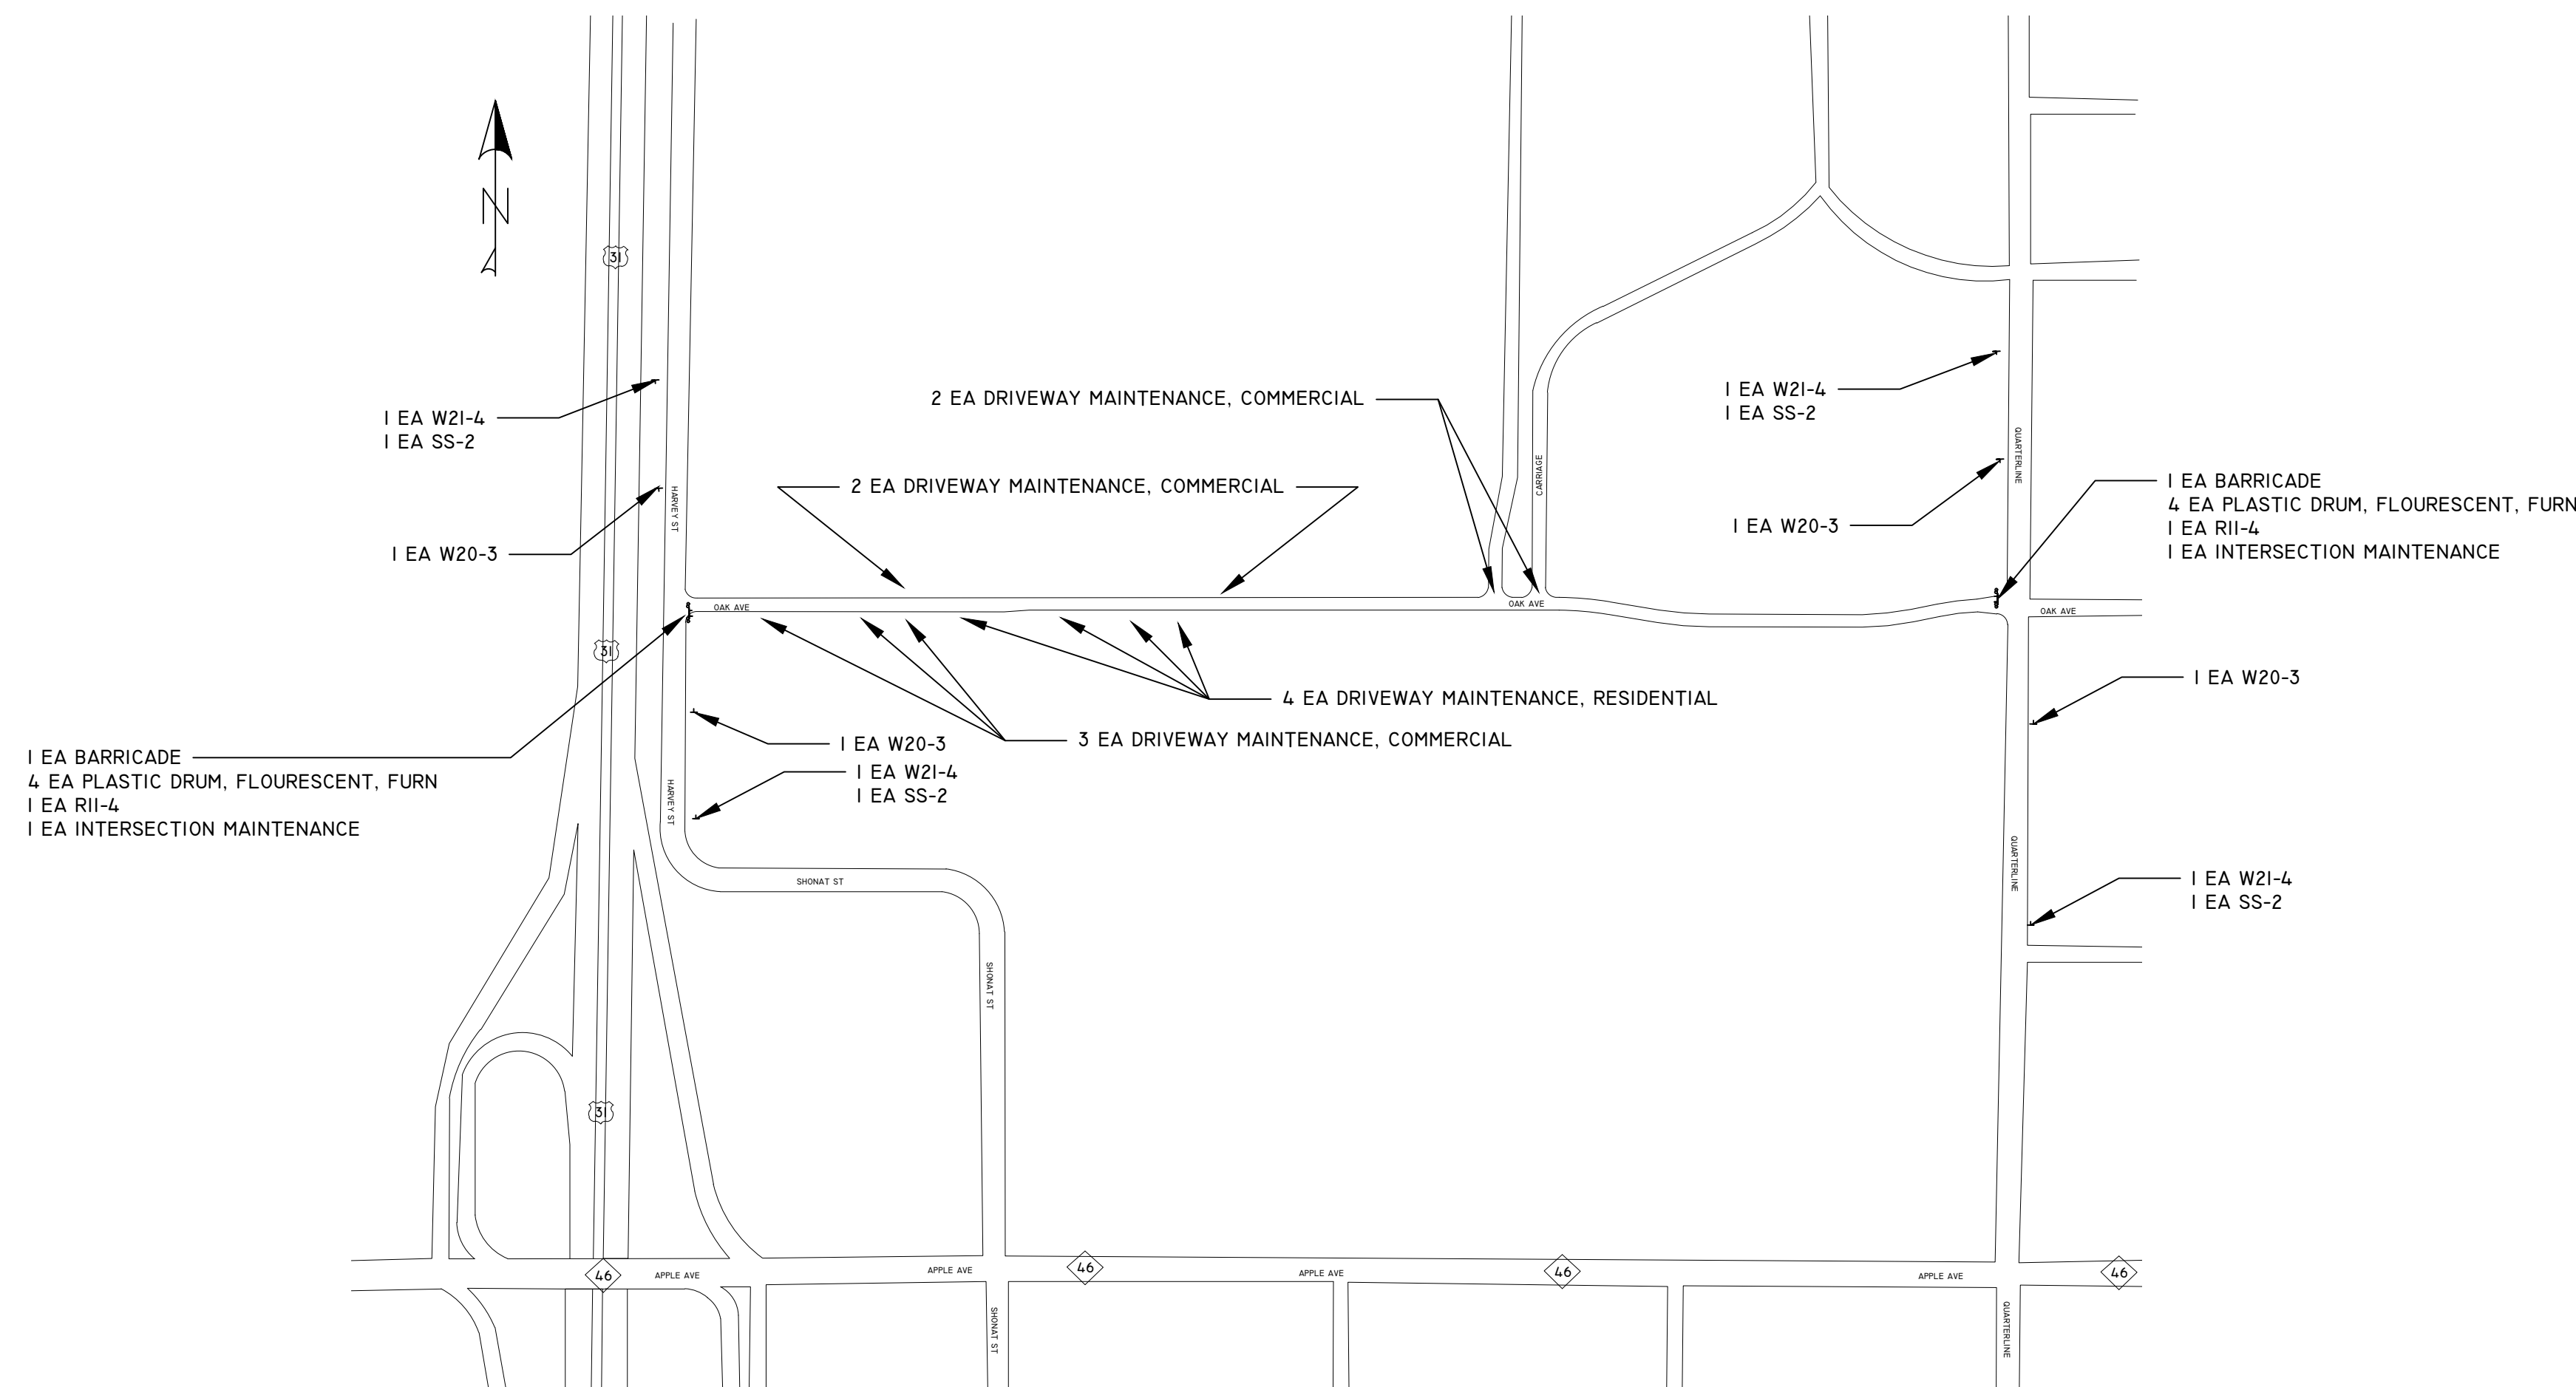 N
31
1 EA W21-4
1 EA SS-2
1 EA W20-3
HARVEY ST
2 EA DRIVEWAY MAINTENANCE, COMMERCIAL
2 EA DRIVEWAY MAINTENANCE, COMMERCIAL
CARRIAGE
1 EA W21-4
1 EA SS-2
1 EA W20-3
QUARTERLINE
1 EA BARRICADE
4 EA PLASTIC DRUM, FLOURESCENT, FURN
1 EA R11-4
1 EA INTERSECTION MAINTENANCE
OAK AVE
OAK AVE
OAK AVE
31
4 EA DRIVEWAY MAINTENANCE, RESIDENTIAL
3 EA DRIVEWAY MAINTENANCE, COMMERCIAL
1 EA W20-3
1 EA W21-4
1 EA SS-2
1 EA BARRICADE
4 EA PLASTIC DRUM, FLOURESCENT, FURN
1 EA R11-4
1 EA INTERSECTION MAINTENANCE
HARVEY ST
1 EA W20-3
QUARTERLINE
1 EA W21-4
1 EA SS-2
SHONAT ST
SHONAT ST
31
46
APPLE AVE
APPLE AVE
46
APPLE AVE
46
APPLE AVE
46
SHONAT ST
QUARTERLINE